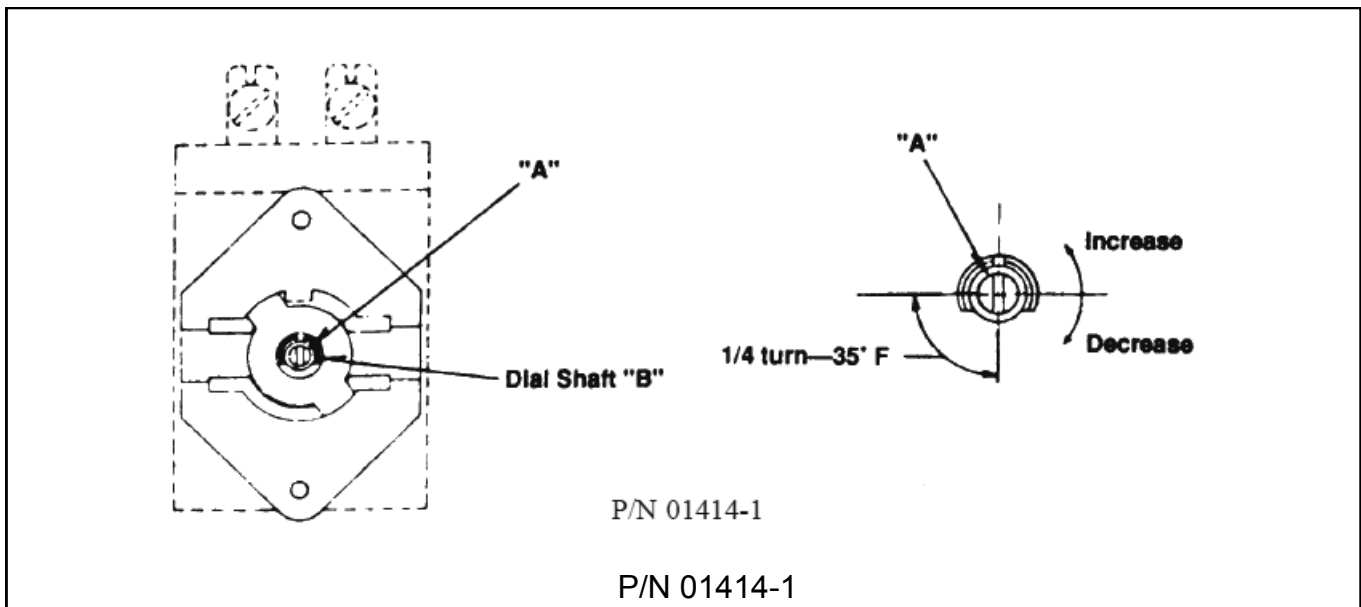 "A"
Dial Shaft "B"
"A"
Increase
Decrease
1/4 turn—35° F
P/N 01414-1
P/N 01414-1